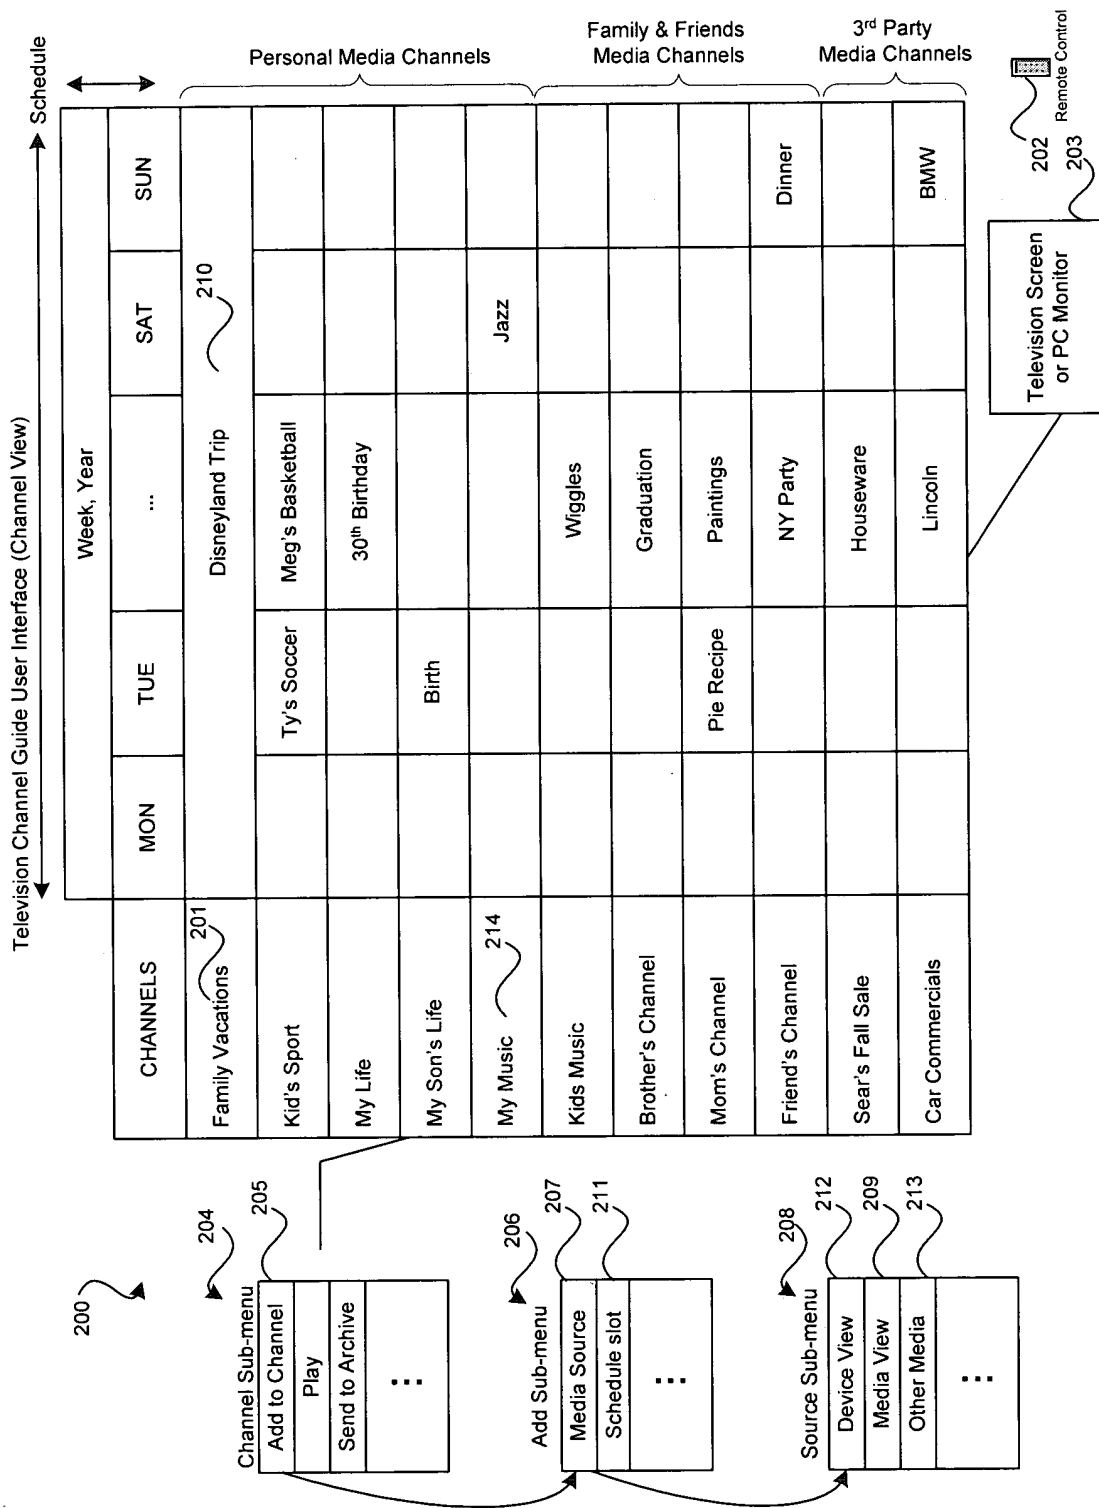 Television Channel Guide User Interface (Channel View)
Schedule
Week, Year
CHANNELS
MON
TUE
...
SAT
SUN
Family Vacations
201
Disneyland Trip
210
Kid's Sport
Ty's Soccer
Meg's Basketball
My Life
30th Birthday
My Son's Life
Birth
My Music
214
Jazz
Kids Music
Wiggles
Brother's Channel
Graduation
Mom's Channel
Pie Recipe
Paintings
Friend's Channel
NY Party
Dinner
Sear's Fall Sale
Houseware
Car Commercials
Lincoln
BMW
Personal Media Channels
Family & Friends
Media Channels
3rd Party
Media Channels
200
204
Channel Sub-menu
205
Add to Channel
Play
Send to Archive
...
206
Add Sub-menu
207
Media Source
211
Schedule slot
...
208
Source Sub-menu
212
Device View
209
Media View
213
Other Media
...
Television Screen
or PC Monitor
203
202
Remote Control